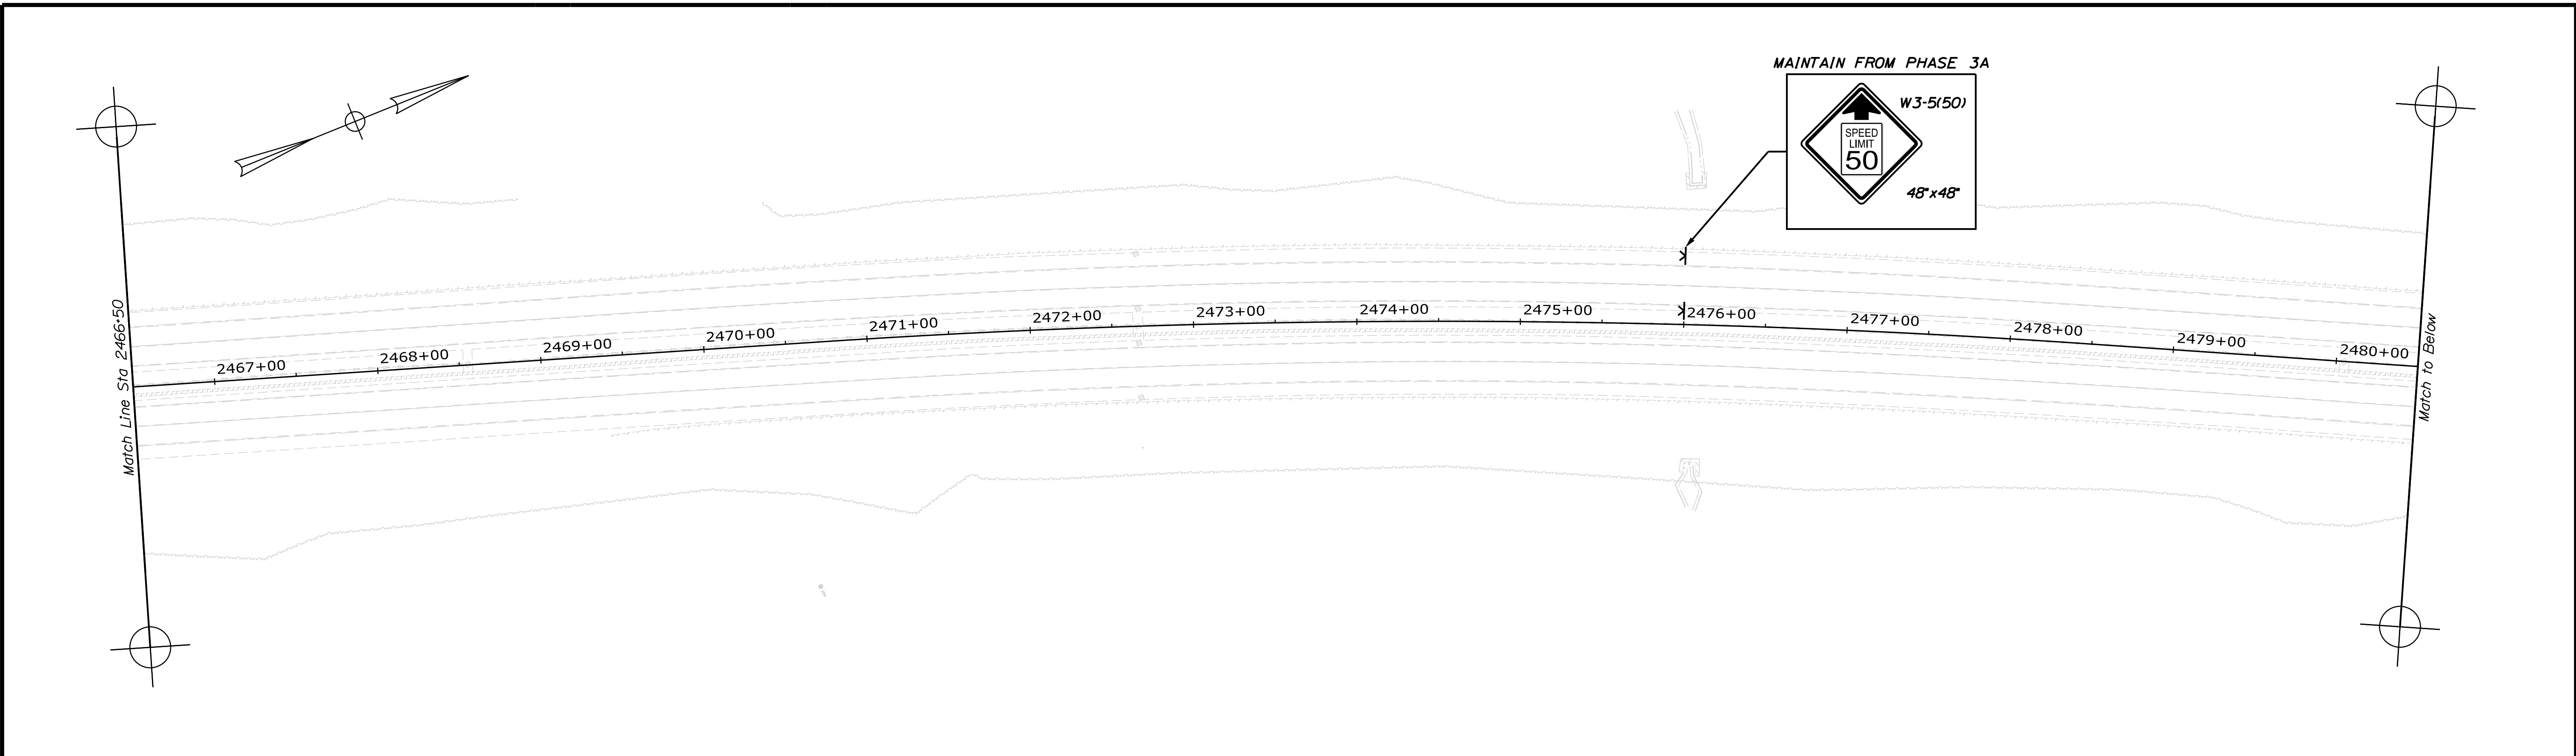 MAINTAIN FROM PHASE 3A
W3-5(50)
SPEED
LIMIT
50
48"x48"
Match Line Sta 2466+50
2467+00
2468+00
2469+00
2470+00
2471+00
2472+00
2473+00
2474+00
2475+00
2476+00
2477+00
2478+00
2479+00
2480+00
Match to Below